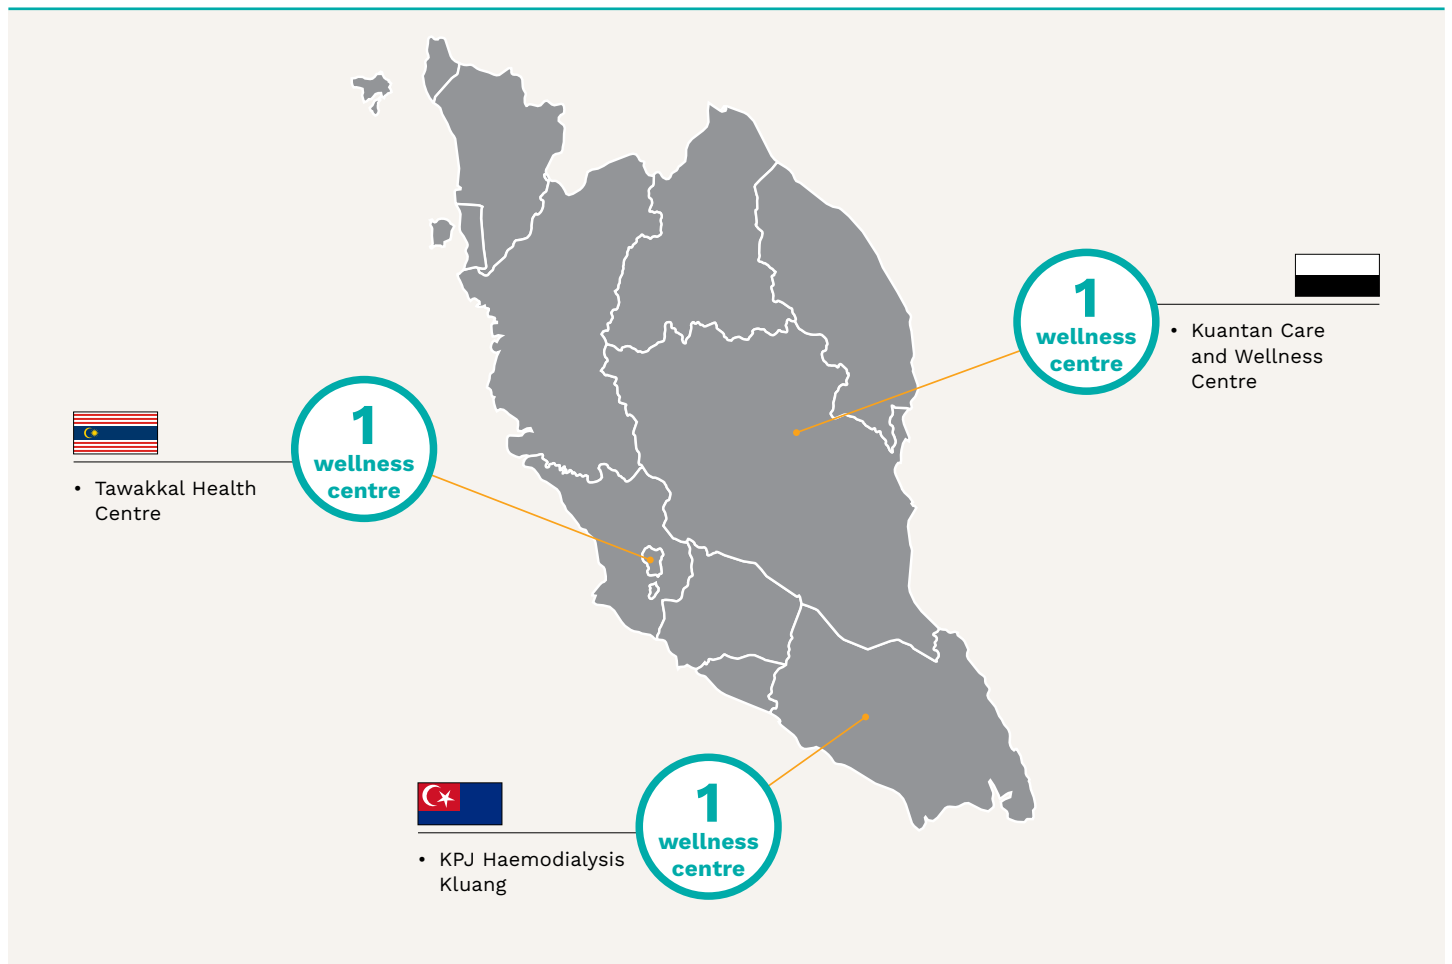 1
wellness
centre
• Kuantan Care
and Wellness
Centre
1
wellness
centre
• Tawakkal Health
Centre
1
wellness
centre
• KPJ Haemodialysis
Kluang